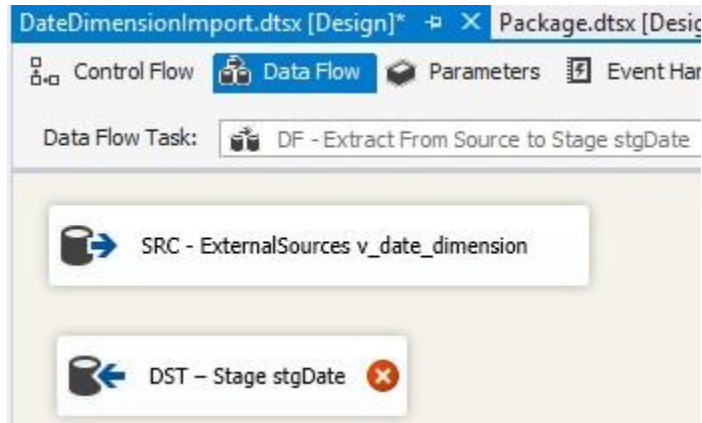 DateDimensionImport.dtsx [Design]* Package.dtsx [Desig
Control Flow Data Flow Parameters Event Har
Data Flow Task: DF - Extract From Source to Stage stgDate
SRC - ExternalSources v_date_dimension
DST – Stage stgDate